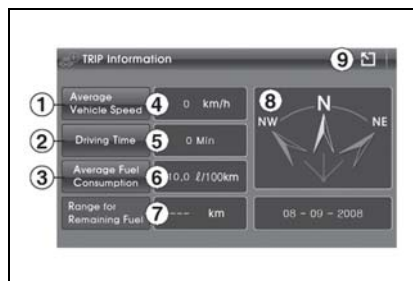 TRIP Information
9
Average
Vehicle Speed
1
4
0 km/h
8
N
NW
NE
2
Driving Time
5
0 Min
3
Average Fuel
Consumption
6
10,0 ℓ/100km
Range for
Remaining Fuel
7
--- km
08 - 09 - 2008